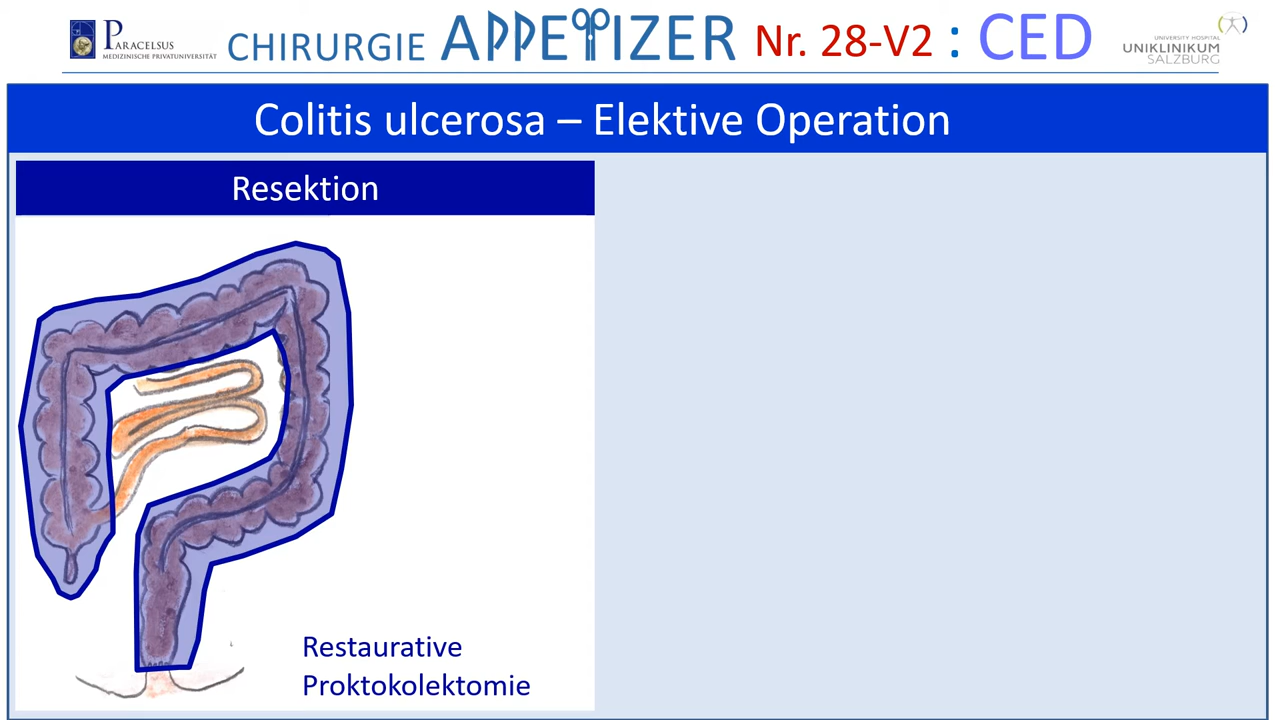 PARACELSUS
MEDIZINISCHE PRIVATUNIVERSITÄT
CHIRURGIE APPETIZER Nr. 28-V2 : CED
UNIVERSITY HOSPITAL
UNIKLINIKUM
SALZBURG
Colitis ulcerosa – Elektive Operation
Resektion
Restaurative
Proktokolektomie